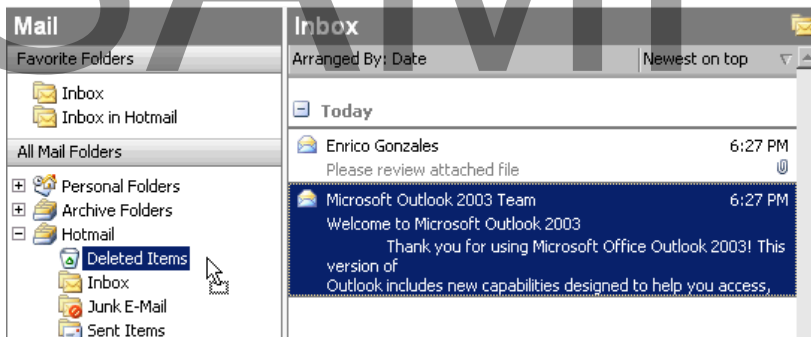 Mail
Favorite Folders
Inbox
Inbox in Hotmail
All Mail Folders
Personal Folders
Archive Folders
Hotmail
Deleted Items
Inbox
Junk E-Mail
Sent Items
Inbox
Arranged By: Date Newest on top
Today
Enrico Gonzales 6:27 PM
Please review attached file
Microsoft Outlook 2003 Team 6:27 PM
Welcome to Microsoft Outlook 2003
Thank you for using Microsoft Office Outlook 2003! This
version of
Outlook includes new capabilities designed to help you access,